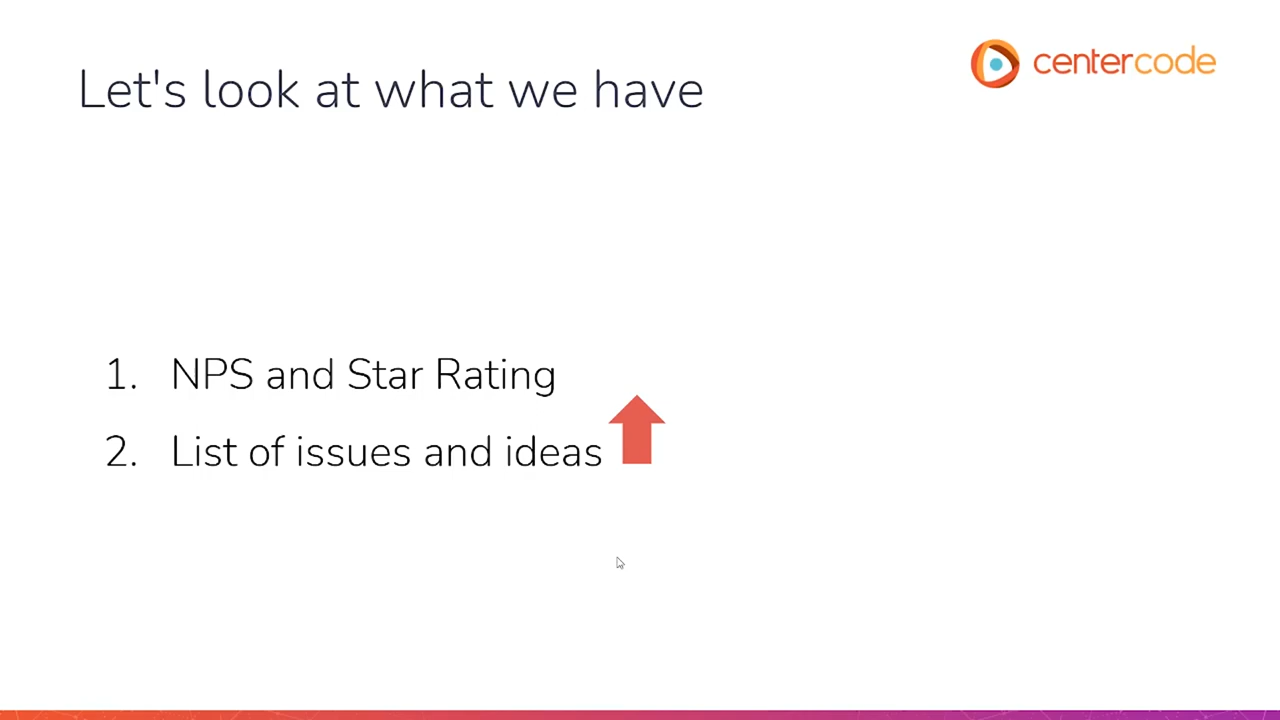 Let's look at what we have
centercode
1. NPS and Star Rating
2. List of issues and ideas